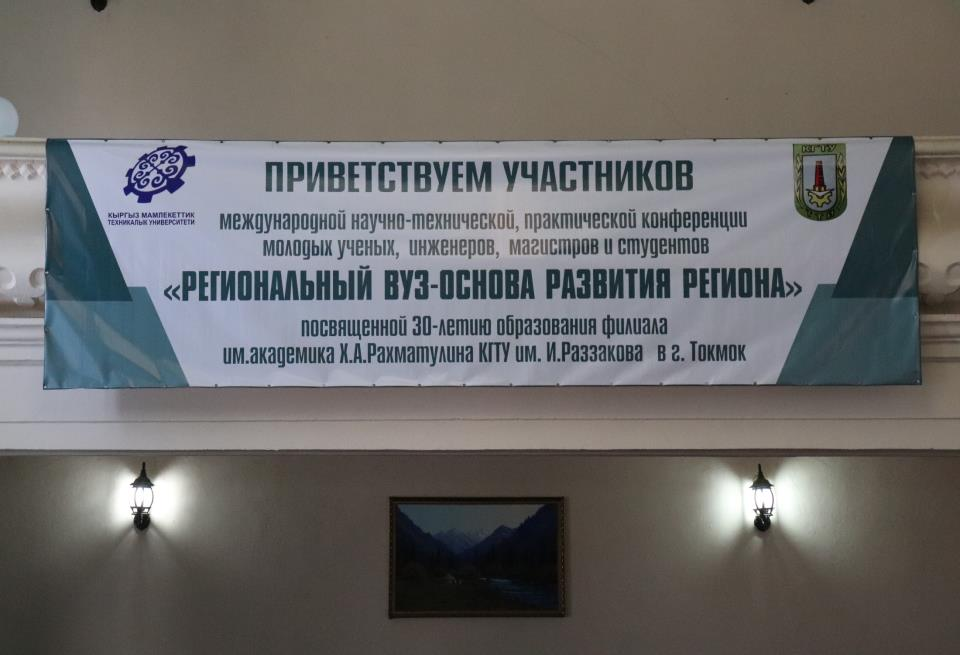 КЫРГЫЗ МАМЛЕКЕТТИК
ТЕХНИКАЛЫК УНИВЕРСИТЕТИ
КГТУ
ПРИВЕТСТВУЕМ УЧАСТНИКОВ
международной научно-технической, практической конференции
молодых ученых, инженеров, магистров и студентов
«РЕГИОНАЛЬНЫЙ ВУЗ-ОСНОВА РАЗВИТИЯ РЕГИОНА»
посвященной 30-летию образования филиала
им.академика Х.А.Рахматулина КГТУ им. И.Раззакова в г. Токмок